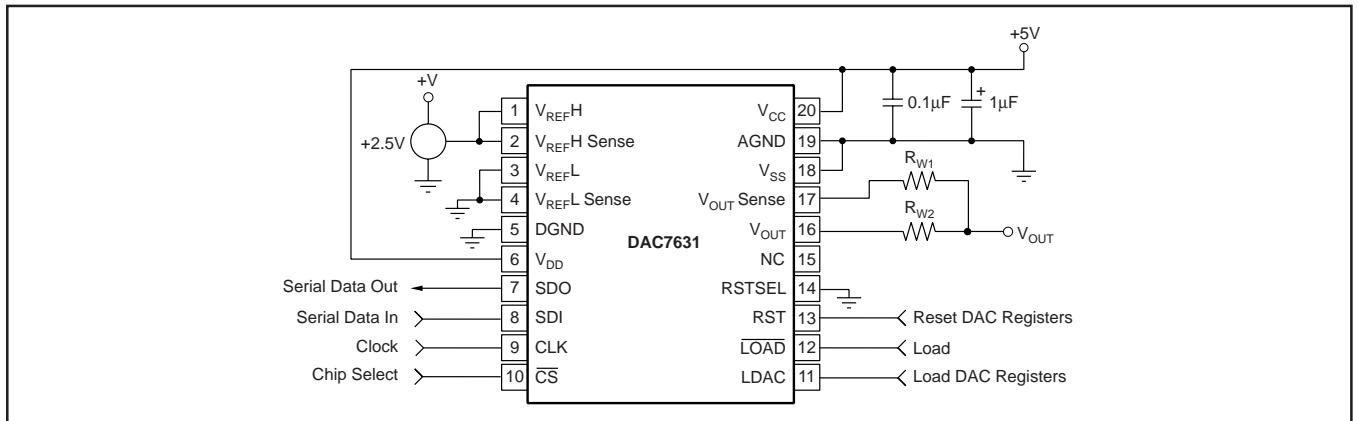 +5V
+V
+2.5V
1 VREFH
2 VREFH Sense
3 VREFL
4 VREFL Sense
5 DGND
6 VDD
Serial Data Out 7 SDO
Serial Data In 8 SDI
Clock 9 CLK
Chip Select 10 CS
DAC7631
VCC 20
AGND 19
VSS 18
VOUT Sense 17
VOUT 16
NC 15
RSTSEL 14
RST 13 Reset DAC Registers
LOAD 12 Load
LDAC 11 Load DAC Registers
0.1µF
+
1µF
RW1
RW2
VOUT